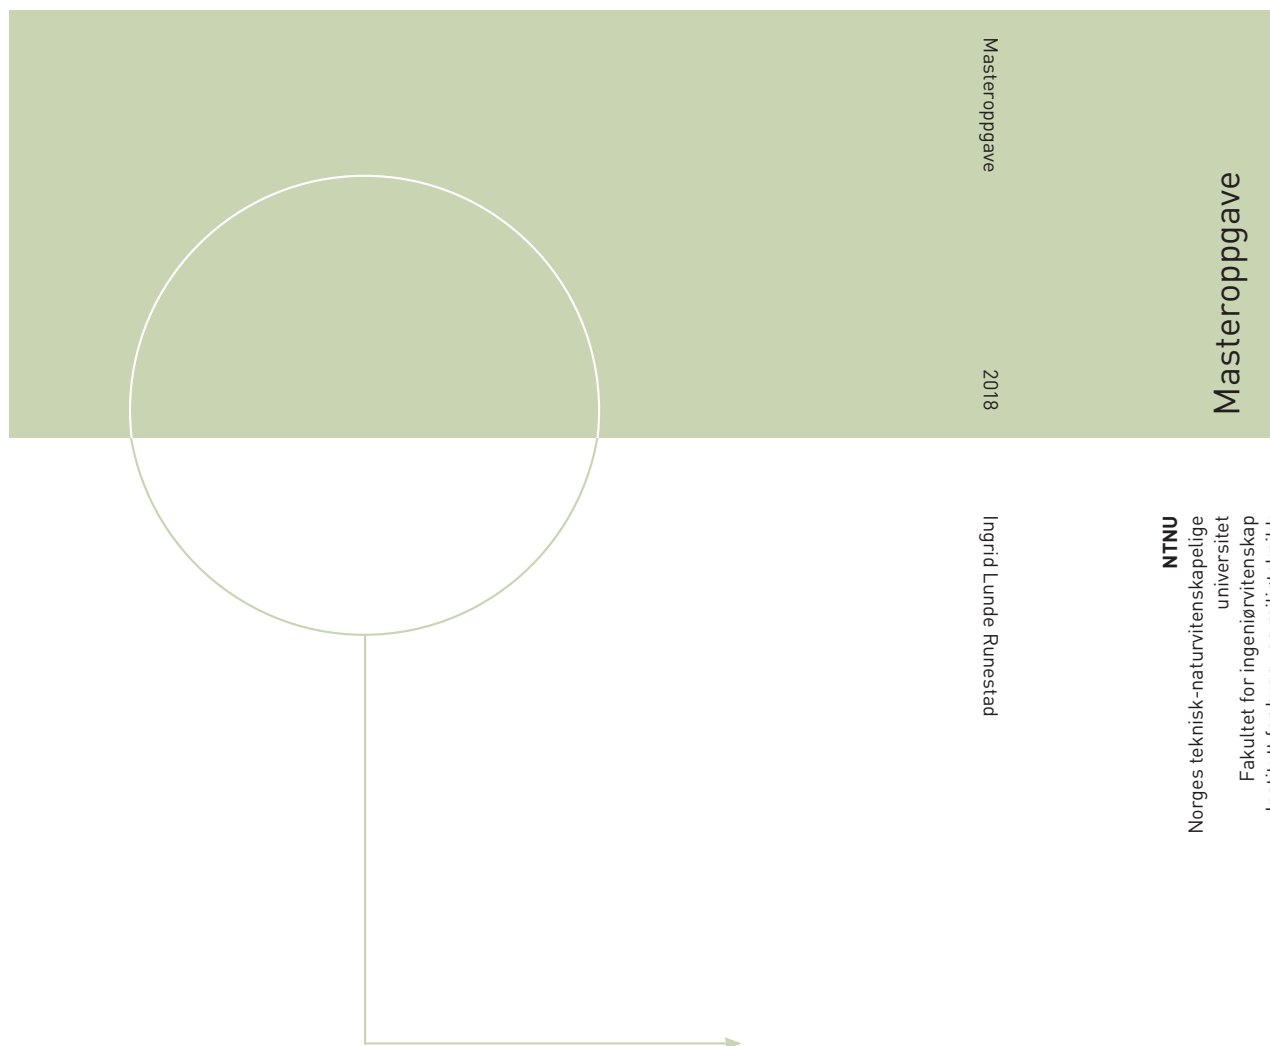 Masteroppgave
2018
Ingrid Lunde Runestad
Masteroppgave
NTNU
Norges teknisk-naturvitenskapelige
universitet
Fakultet for ingeniørvitenskap